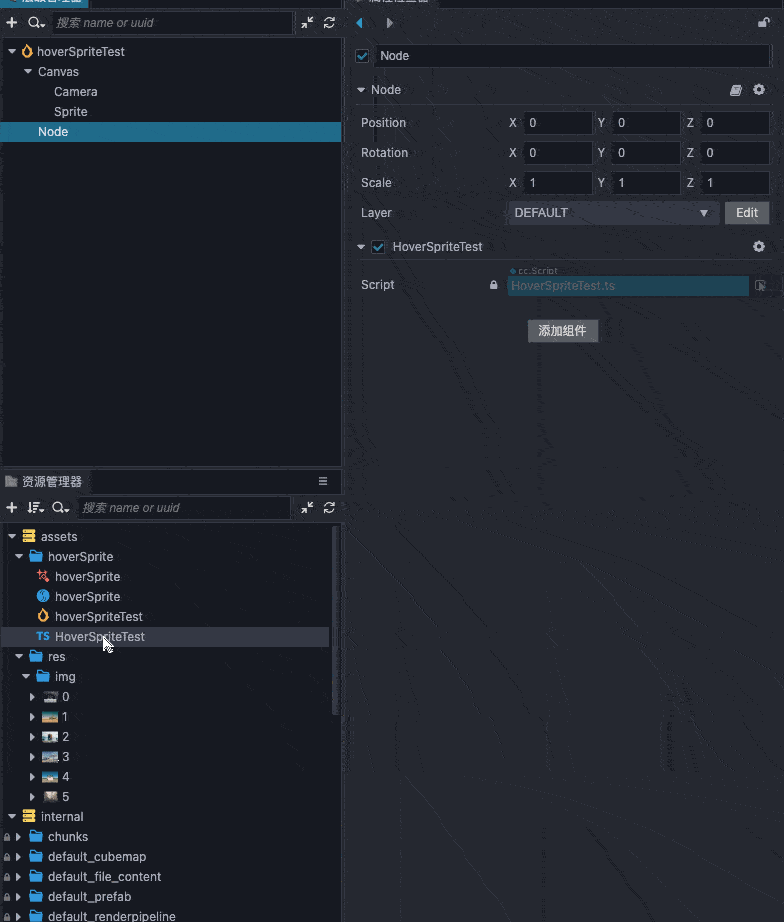 搜索 name or uuid
hoverSpriteTest
Canvas
Camera
Sprite
Node
Node
Node
Position X 0 Y 0 Z 0
Rotation X 0 Y 0 Z 0
Scale X 1 Y 1 Z 1
Layer DEFAULT Edit
HoverSpriteTest
cc.Script
Script HoverSpriteTest.ts
添加组件
资源管理器
搜索 name or uuid
assets
hoverSprite
hoverSprite
hoverSprite
hoverSpriteTest
TS HoverSpriteTest
res
img
0
1
2
3
4
5
internal
chunks
default_cubemap
default_file_content
default_prefab
default_renderpipeline